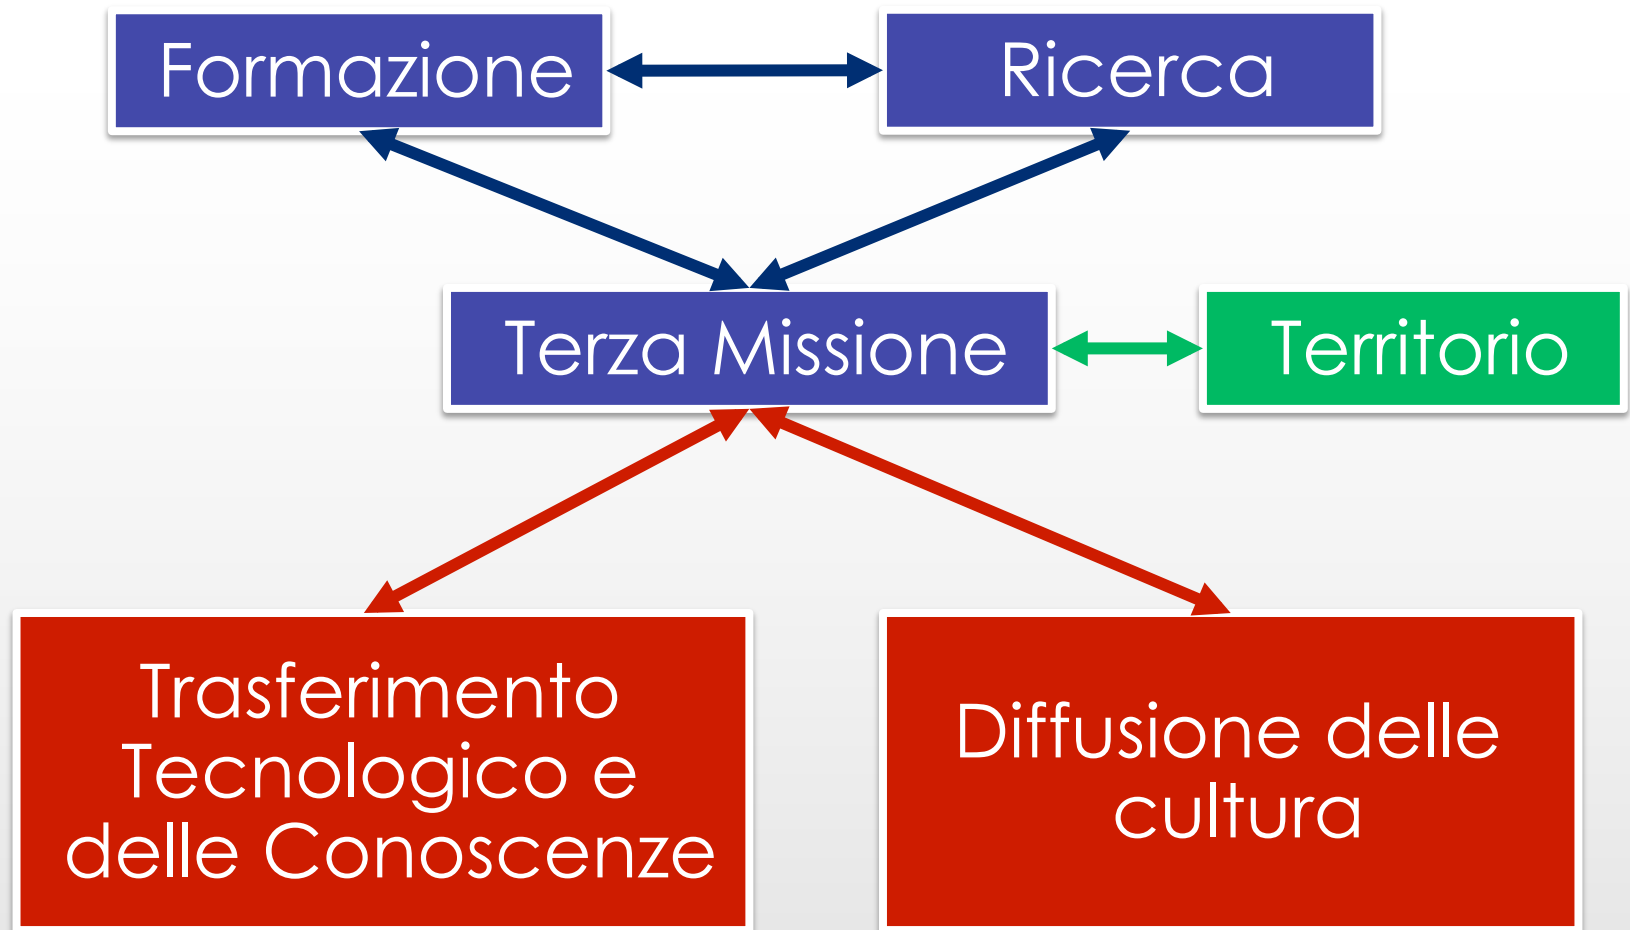 Formazione
Ricerca
Terza Missione
Territorio
Trasferimento
Tecnologico e
delle Conoscenze
Diffusione delle
cultura